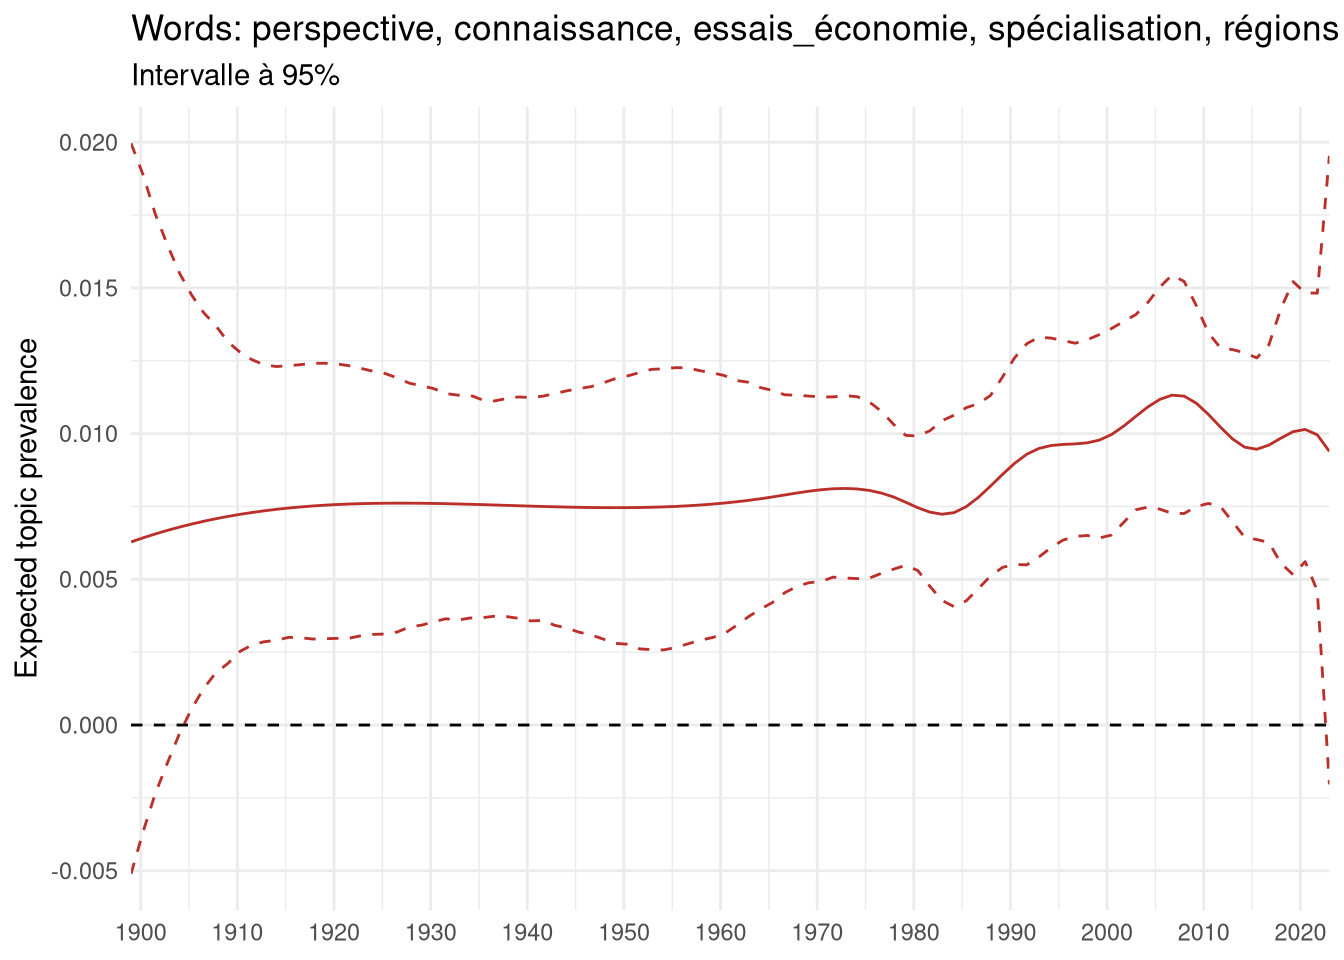 Words: perspective, connaissance, essais_économie, spécialisation, régions
Intervalle à 95%
Expected topic prevalence
0.020
0.015
0.010
0.005
0.000
-0.005
1900 1910 1920 1930 1940 1950 1960 1970 1980 1990 2000 2010 2020